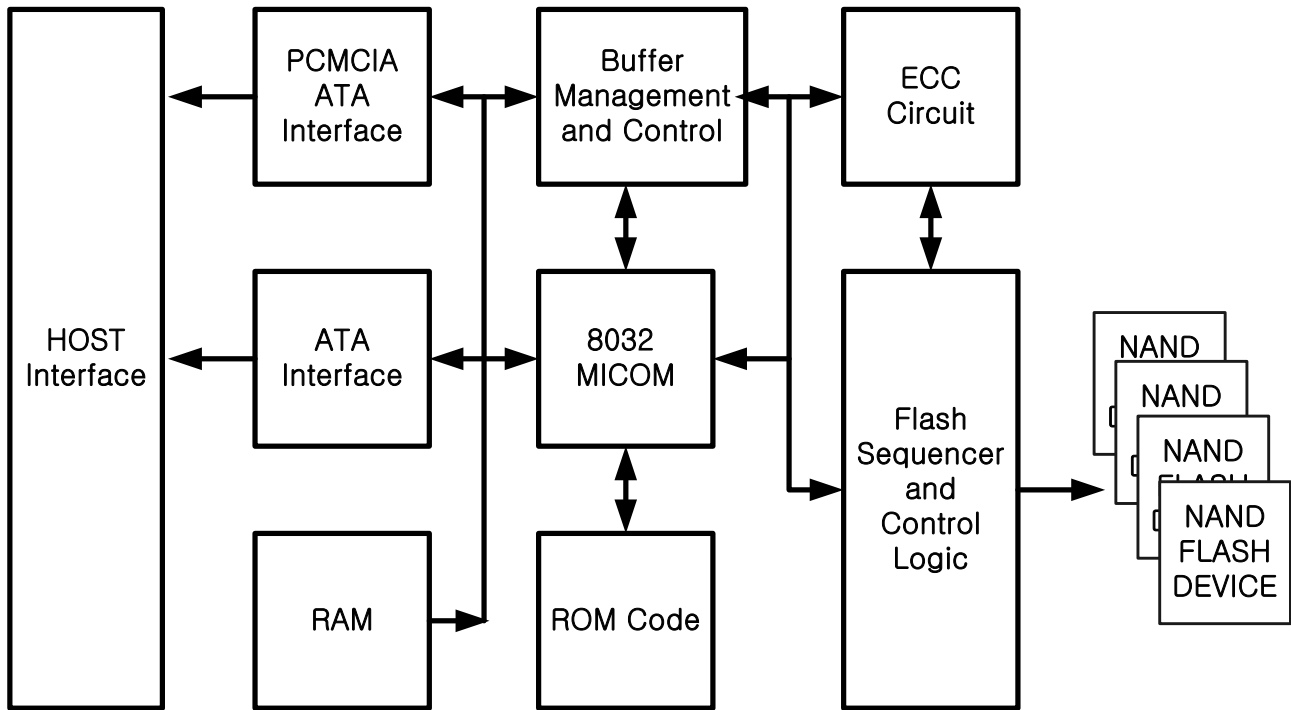 PCMCIA
ATA
Interface
Buffer
Management
and Control
ECC
Circuit
HOST
Interface
ATA
Interface
8032
MICOM
Flash
Sequencer
and
Control
Logic
NAND
NAND
NAND
FLASH
NAND
FLASH
DEVICE
RAM
ROM Code